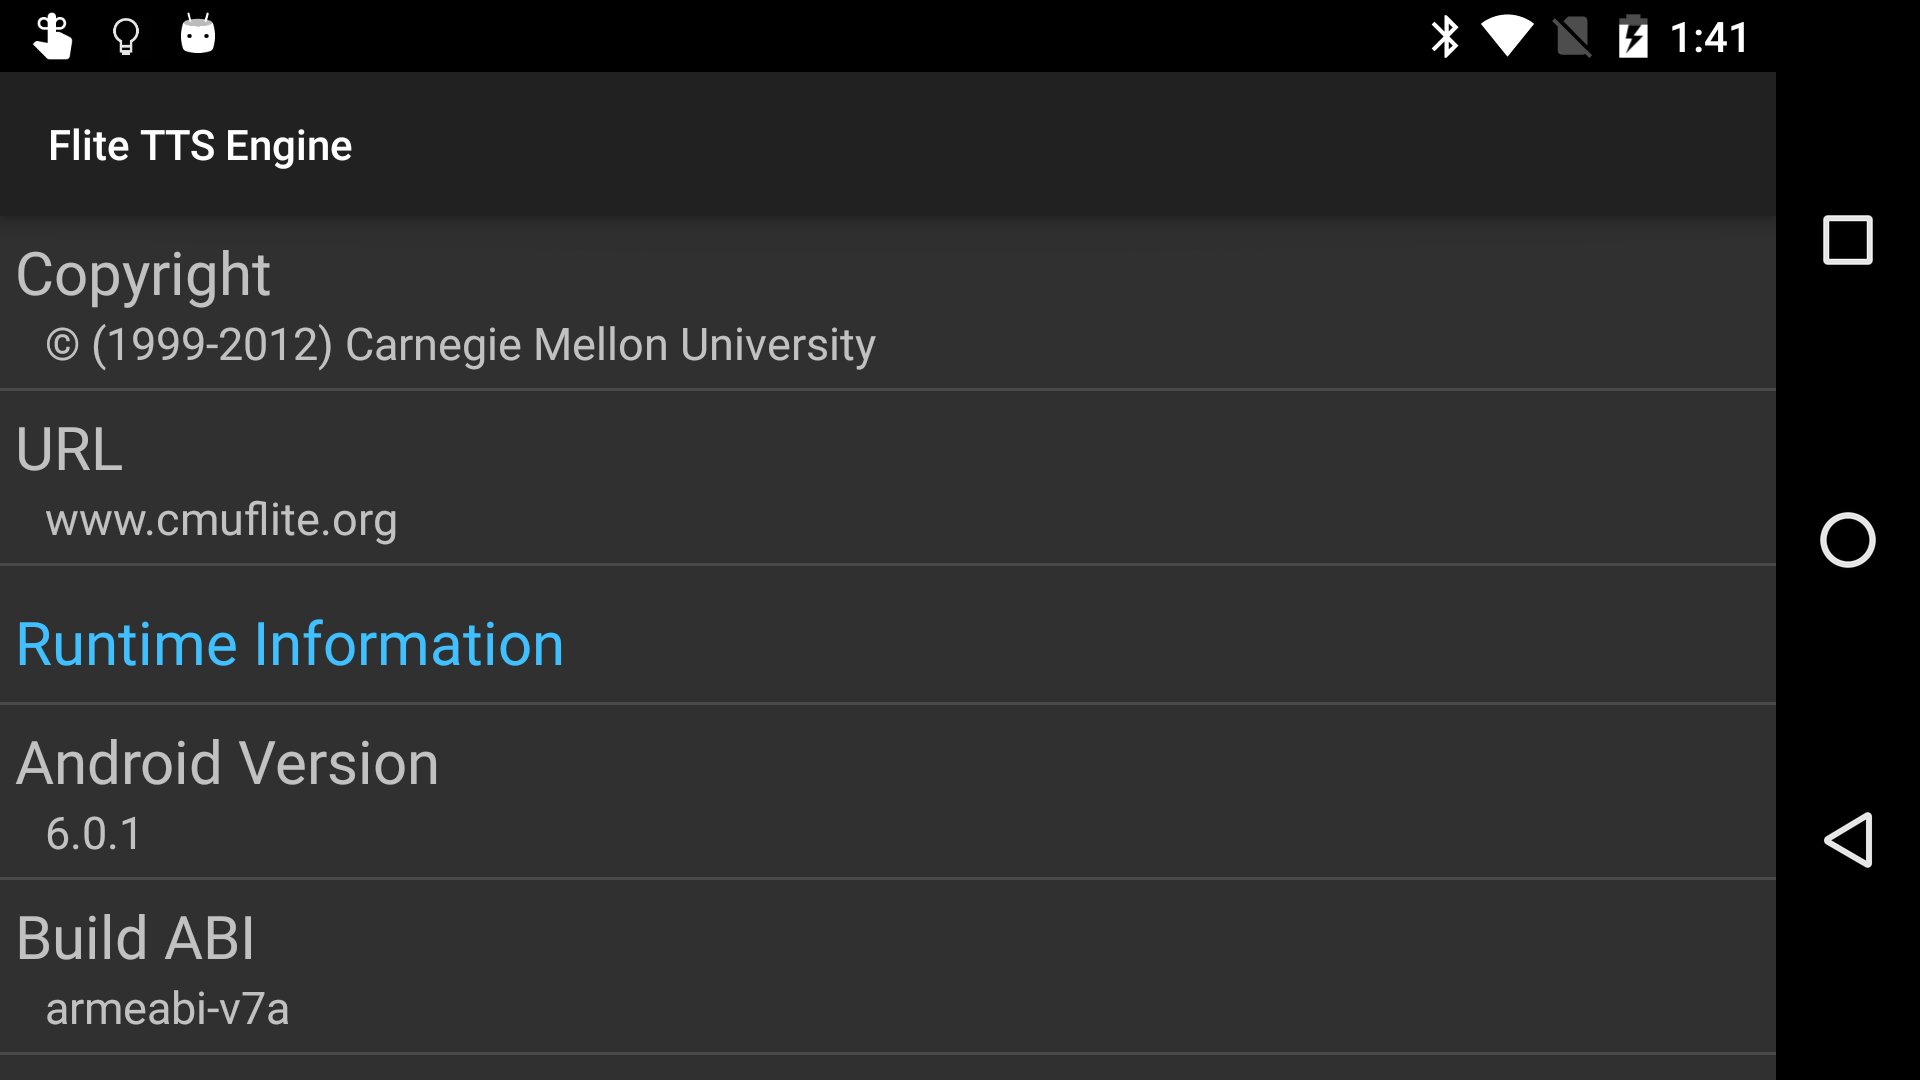 1:41
Flite TTS Engine
Copyright
© (1999-2012) Carnegie Mellon University
URL
www.cmuflite.org
Runtime Information
Android Version
6.0.1
Build ABI
armeabi-v7a